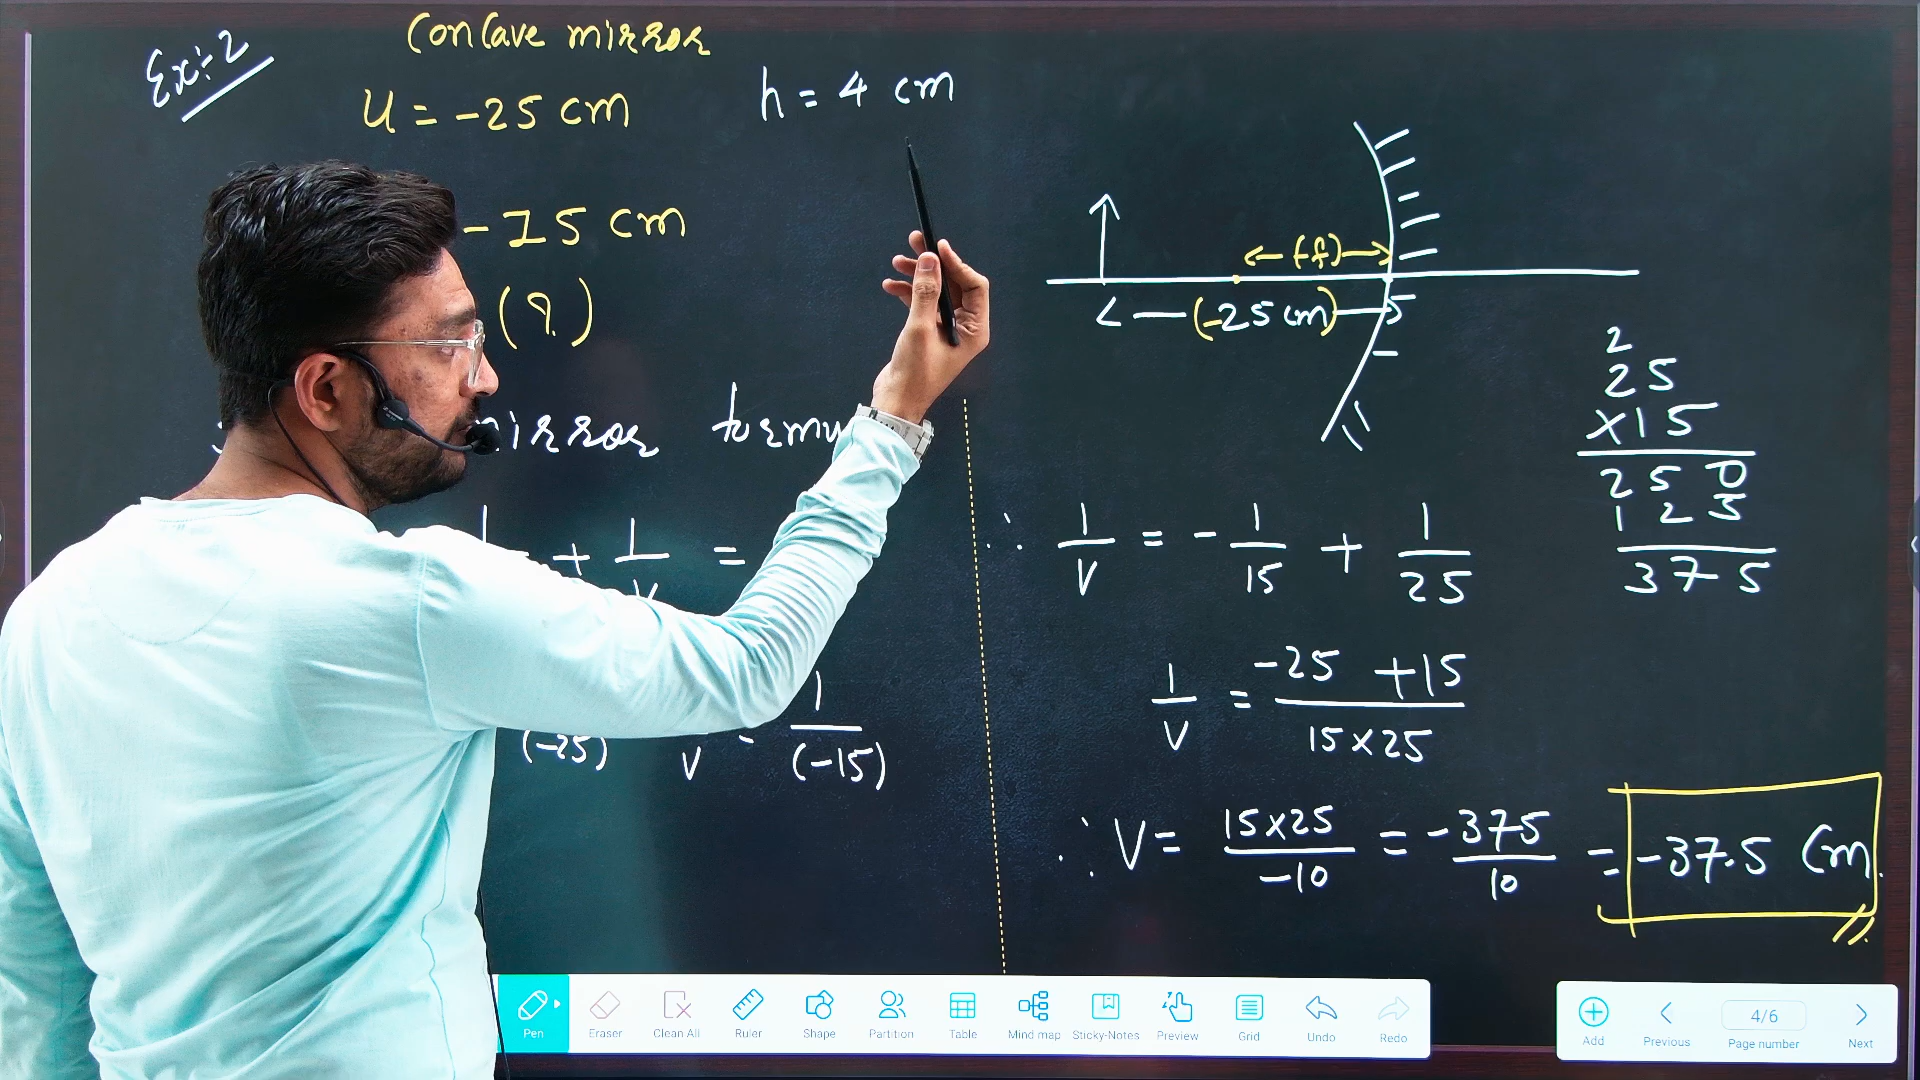 Ex:2
Concave mirror
u = -25 cm
h = 4 cm
-15 cm
(?)
mirror
1 + 1/v =
(-25) v = 1/(-15)
(f)
(-25 cm)
2
25
×15
250
125
375
∴ 1/v = - 1/15 + 1/25
1/v = -25 +15 / 15×25
∴ v = 15×25 / -10 = -375 / 10 = -37.5 cm
Pen
Eraser
Clean All
Ruler
Shape
Partition
Table
Mind map
Sticky-Notes
Preview
Grid
Undo
Redo
Add
Previous
4/6
Page number
Next